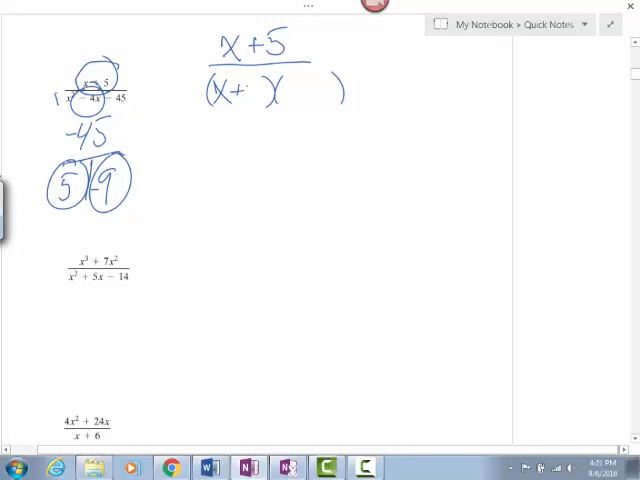 My Notebook > Quick Notes
x + 5
(x+ )( )
x + 5
x² − 4x − 45
-45
5 | -9
x³ + 7x²
x² + 5x − 14
4x² + 24x
x + 6
4:21 PM
8/6/2018